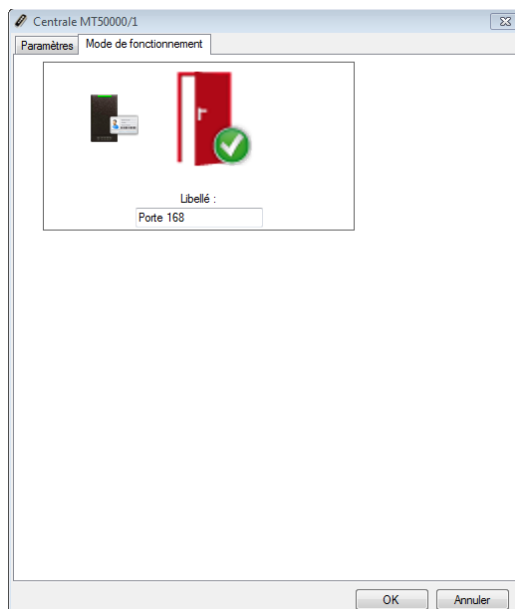 Centrale MT50000/1
Paramètres Mode de fonctionnement
Libellé :
Porte 168
OK Annuler